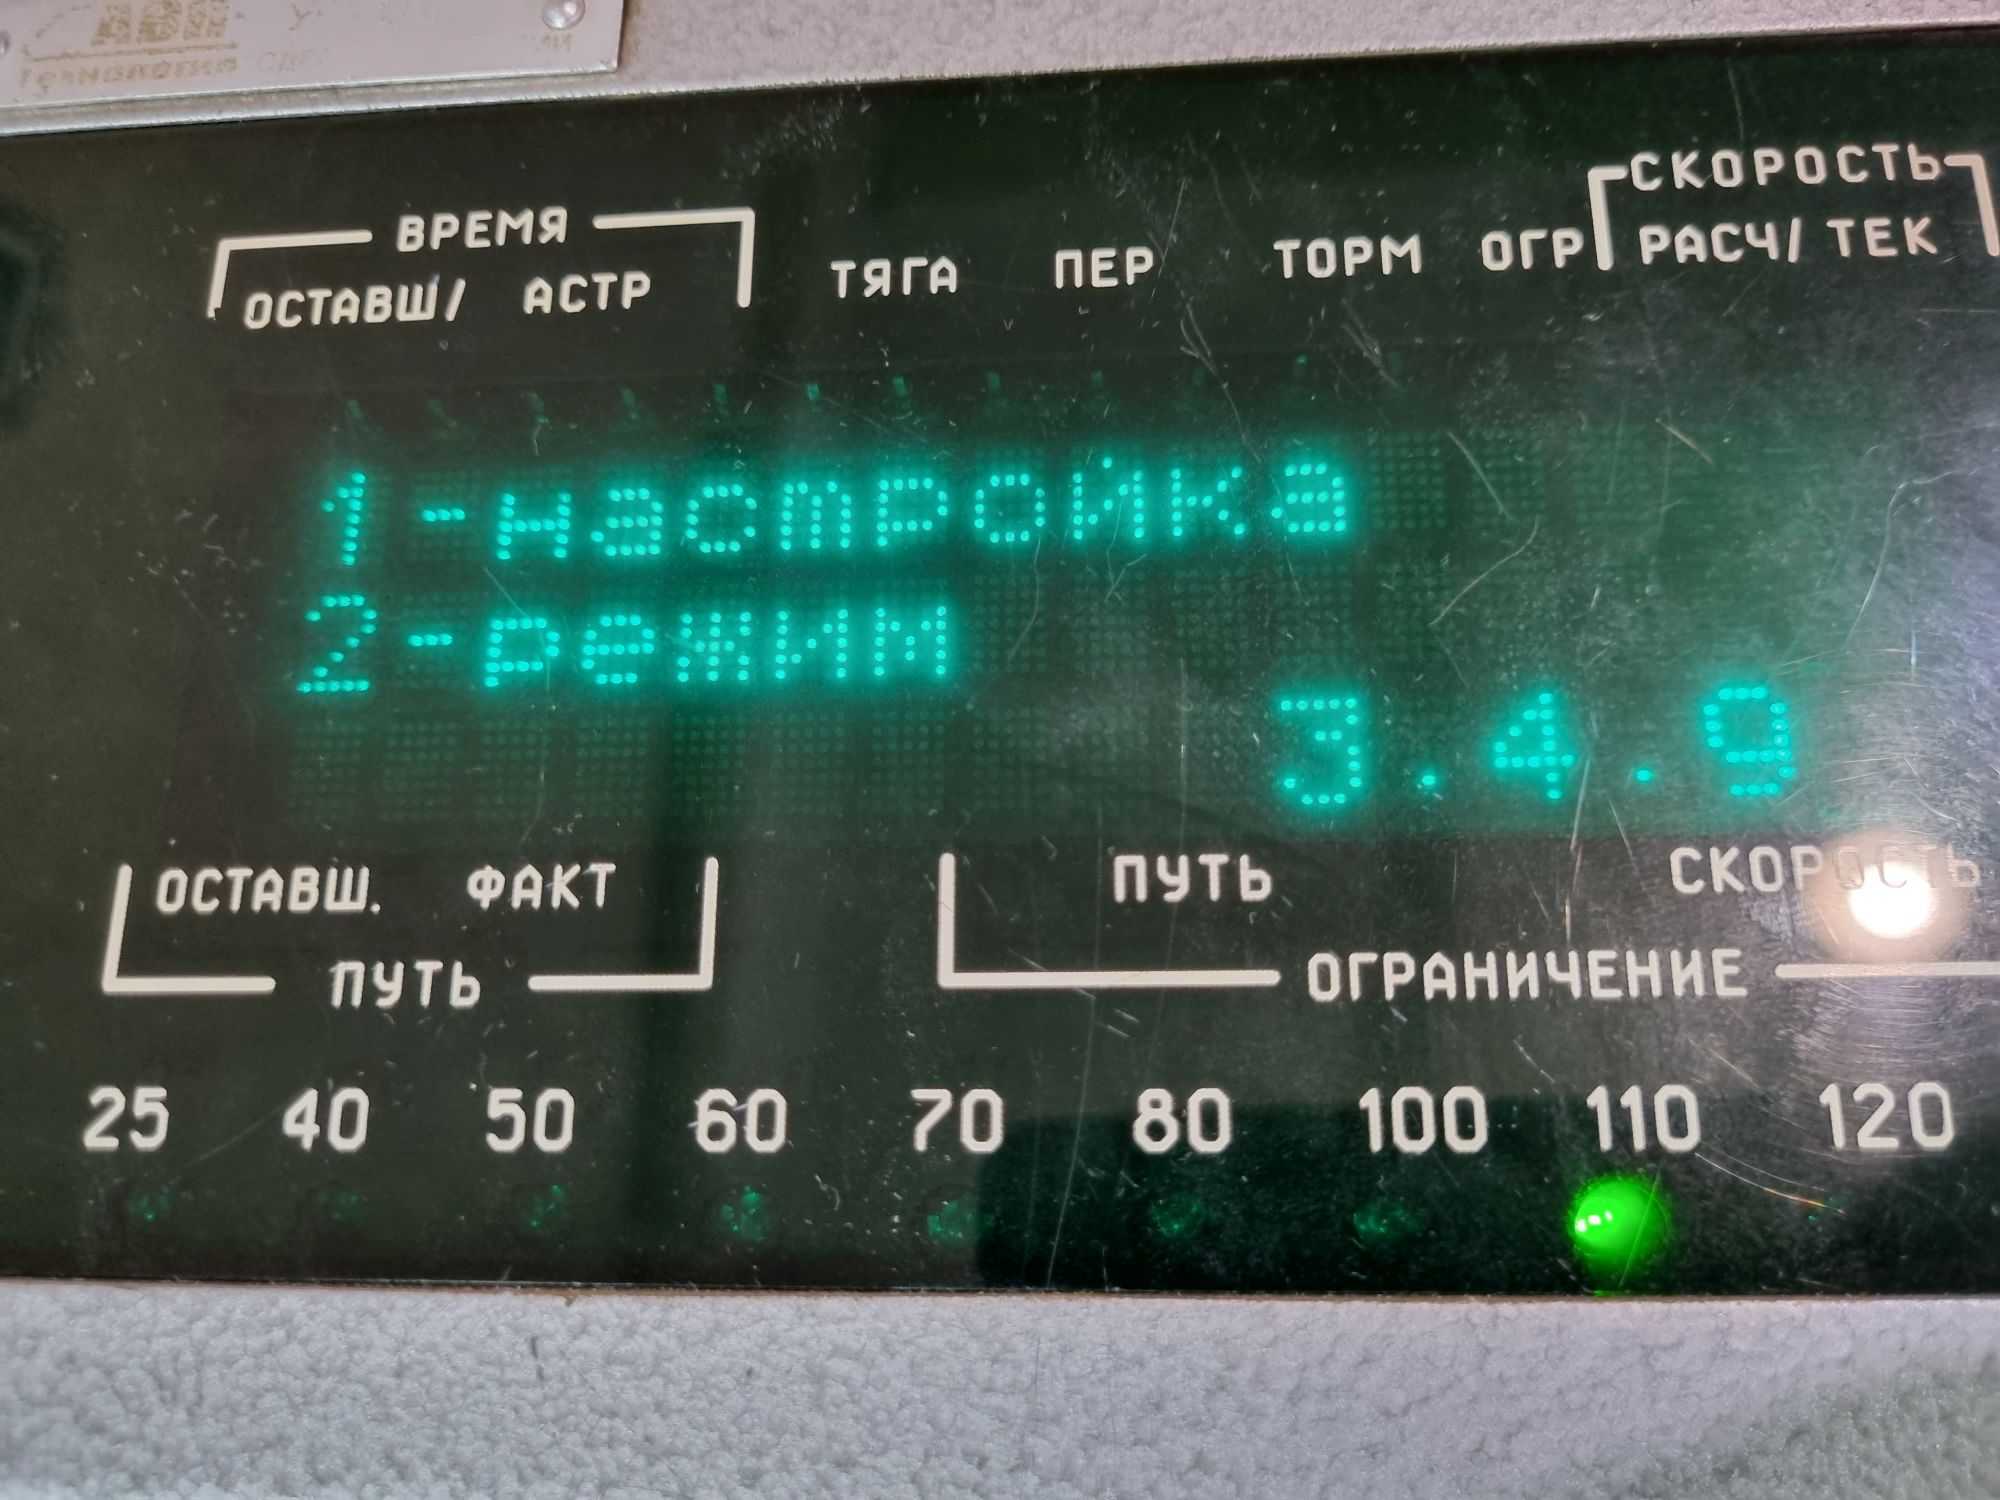 АВП
ВРЕМЯ
ОСТАВШ/ АСТР
ТЯГА ПЕР ТОРМ ОГР
СКОРОСТЬ
РАСЧ/ ТЕК
1-настройка
2-режим
3.4.9
ОСТАВШ. ФАКТ
ПУТЬ
ПУТЬ СКОРОСТЬ
ОГРАНИЧЕНИЕ
25 40 50 60 70 80 100 110 120